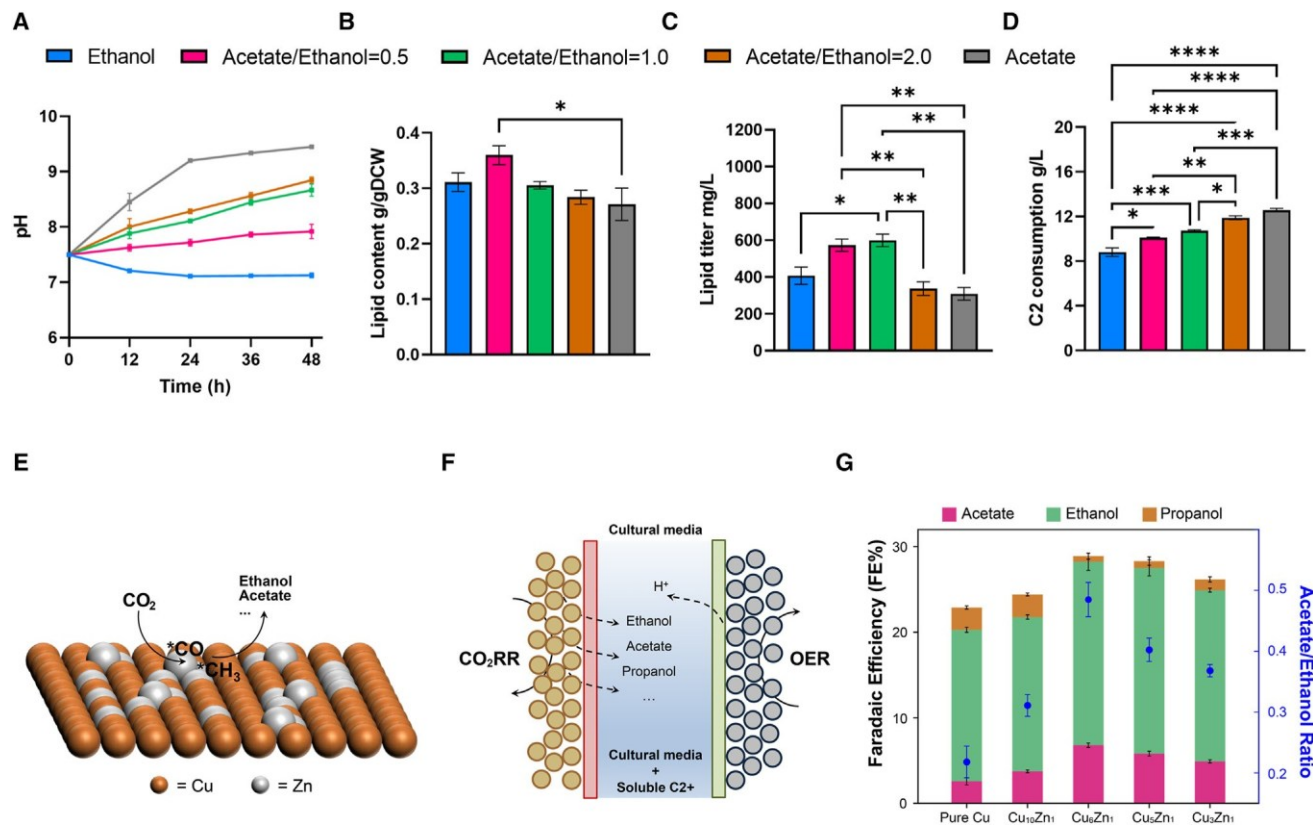 A
B
C
D
Ethanol
Acetate/Ethanol=0.5
Acetate/Ethanol=1.0
Acetate/Ethanol=2.0
Acetate
pH
10
9
8
7
6
0
12
24
36
48
Time (h)
Lipid content g/gDCW
0.4
0.3
0.2
0.1
0.0
*
Lipid titer mg/L
1200
1000
800
600
400
200
0
**
**
**
*
**
C2 consumption g/L
20
16
12
8
4
0
****
****
****
***
**
***
*
*
E
CO₂
Ethanol
Acetate
...
*CO
*CH₃
= Cu
= Zn
F
Cultural media
H⁺
Ethanol
Acetate
Propanol
...
CO₂RR
OER
Cultural media
+
Soluble C2+
G
Acetate
Ethanol
Propanol
Faradaic Efficiency (FE%)
30
20
10
0
Pure Cu
Cu₁₀Zn₁
Cu₆Zn₁
Cu₅Zn₁
Cu₃Zn₁
0.5
0.4
0.3
0.2
Acetate/Ethanol Ratio